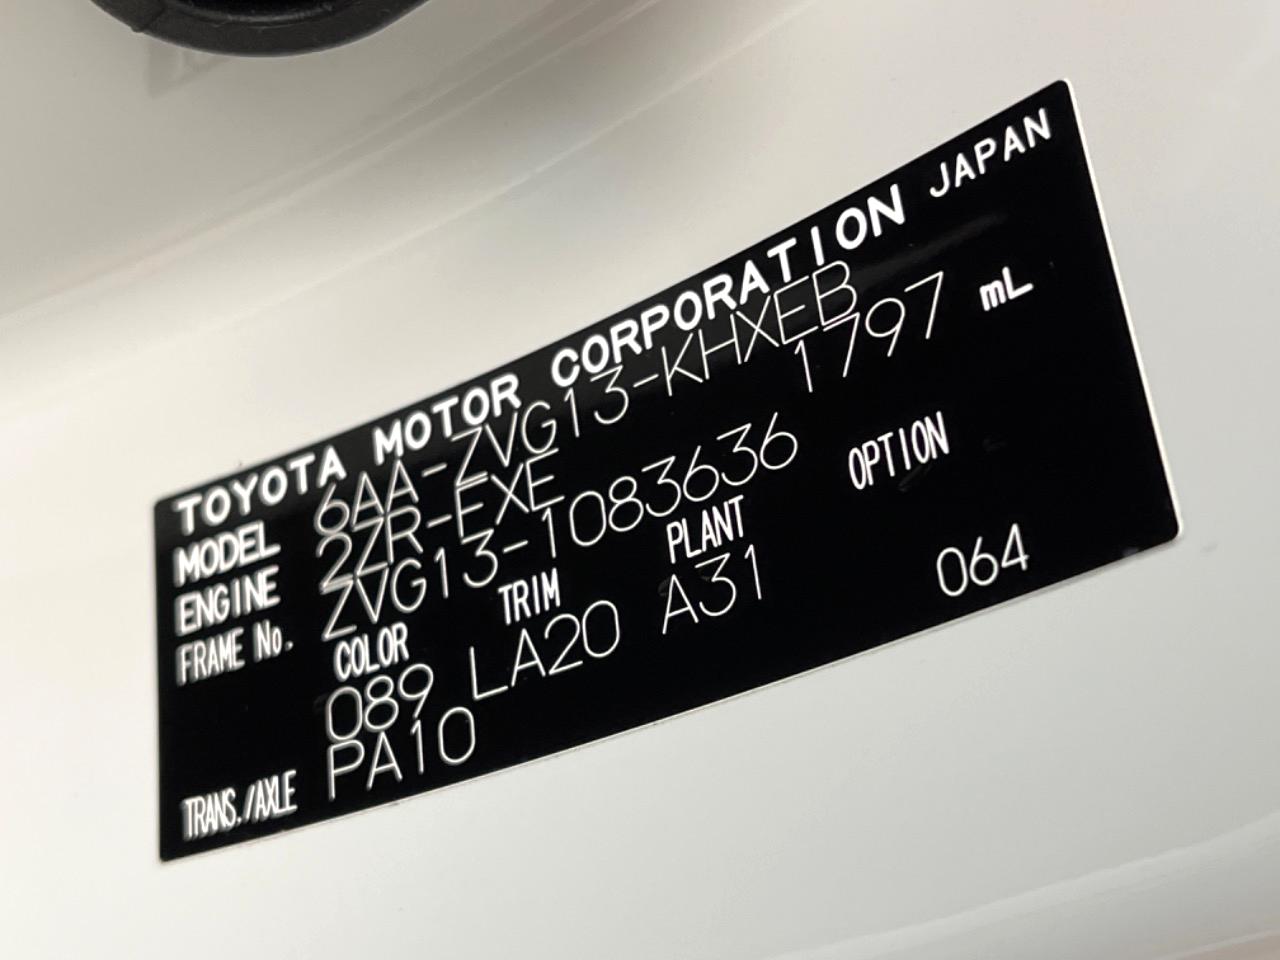 TOYOTA MOTOR CORPORATION JAPAN
MODEL 6AA-ZVG13-KHXEB
ENGINE 2ZR-FXE 1797 mL
FRAME No. ZVG13-1083636
COLOR TRIM PLANT OPTION
089 LA20 A31 064
TRANS./AXLE PA10